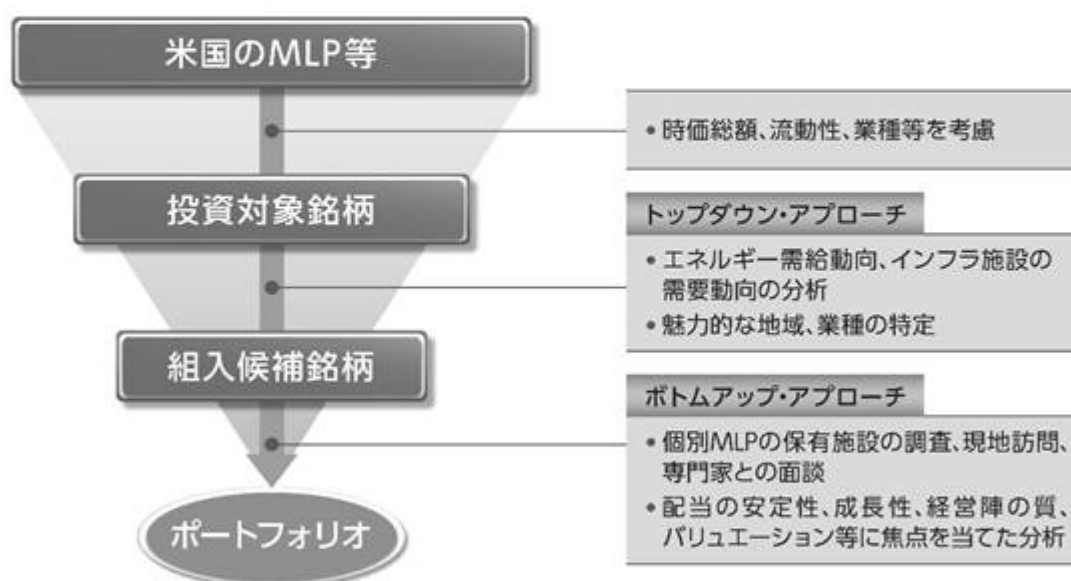 米国のMLP等
• 時価総額、流動性、業種等を考慮
投資対象銘柄
トップダウン・アプローチ
• エネルギー需給動向、インフラ施設の
需要動向の分析
• 魅力的な地域、業種の特定
組入候補銘柄
ボトムアップ・アプローチ
• 個別MLPの保有施設の調査、現地訪問、
専門家との面談
• 配当の安定性、成長性、経営陣の質、
バリュエーション等に焦点を当てた分析
ポートフォリオ